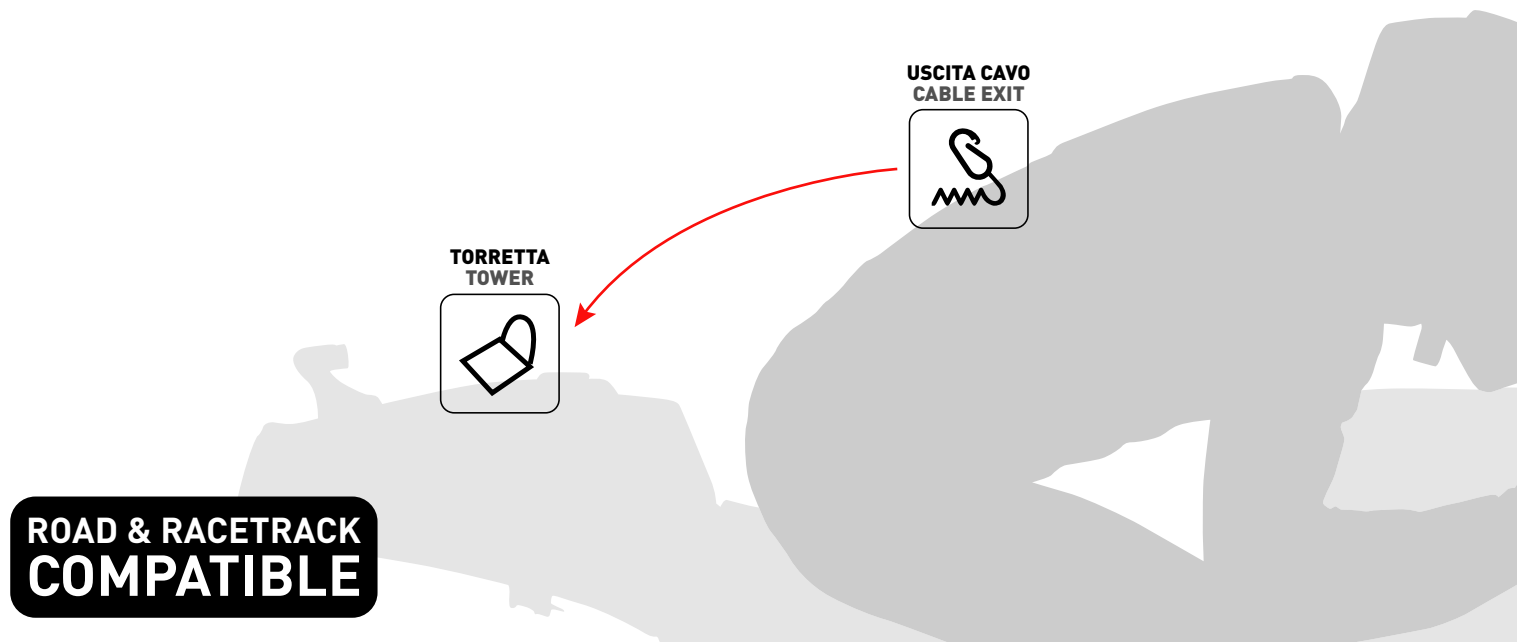 USCITA CAVO
CABLE EXIT
TORRETTA
TOWER
ROAD & RACETRACK
COMPATIBLE